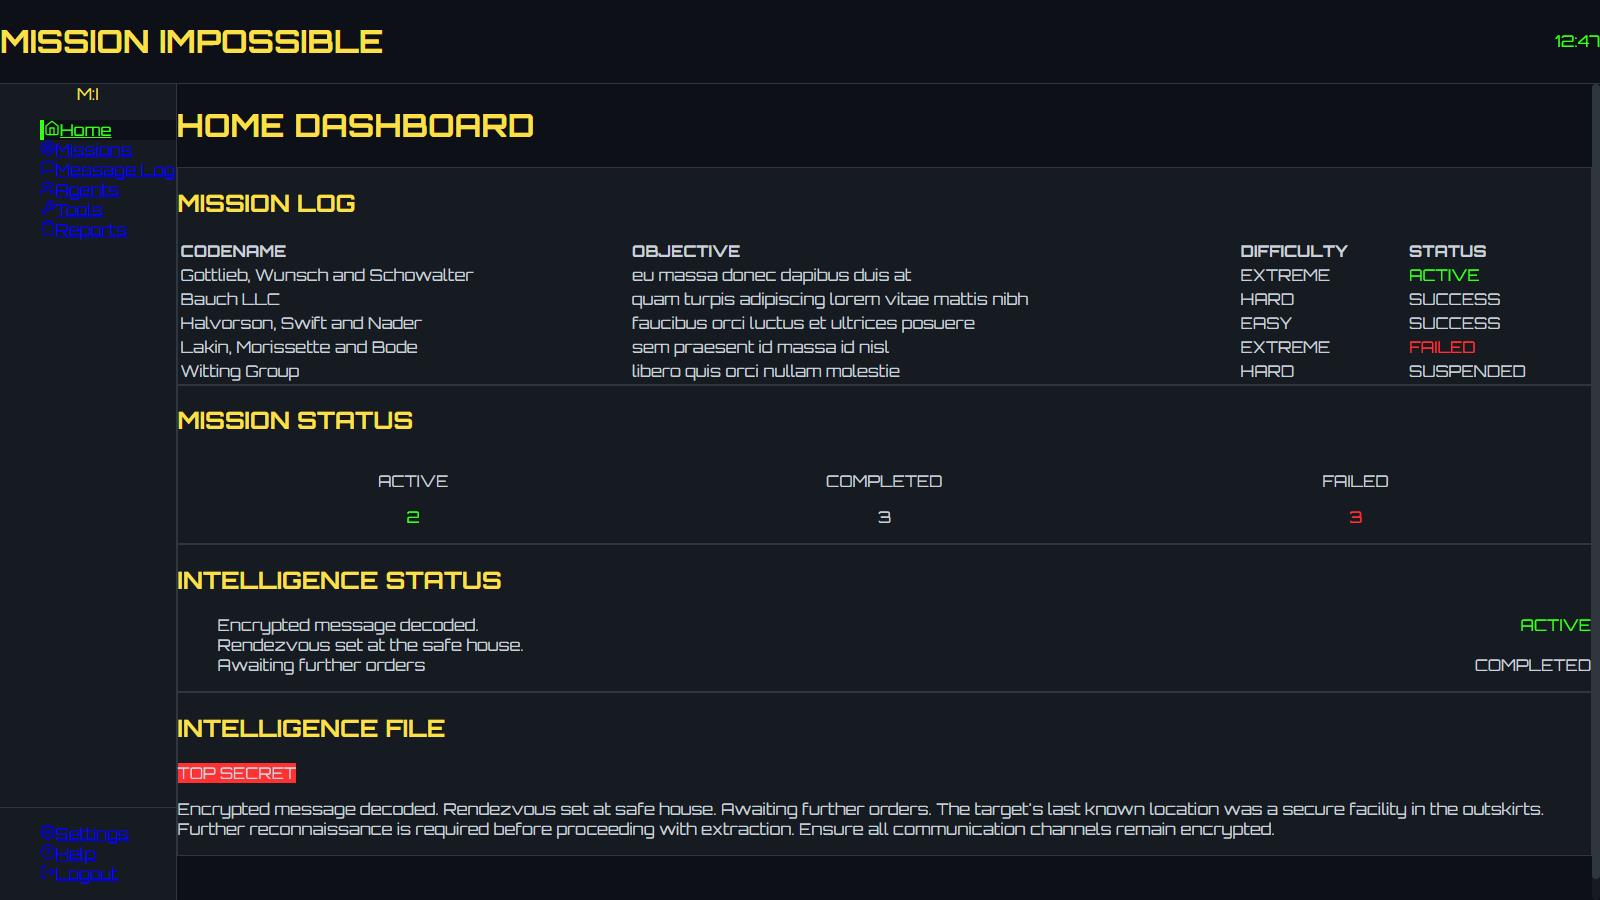 MISSION IMPOSSIBLE
12:47
M:I
Home
Missions
Message Log
Agents
Tools
Reports
Settings
Help
Logout
HOME DASHBOARD
MISSION LOG
CODENAME OBJECTIVE DIFFICULTY STATUS
Gottlieb, Wunsch and Schowalter eu massa donec dapibus duis at EXTREME ACTIVE
Bauch LLC quam turpis adipiscing lorem vitae mattis nibh HARD SUCCESS
Halvorson, Swift and Nader faucibus orci luctus et ultrices posuere EASY SUCCESS
Lakin, Morissette and Bode sem praesent id massa id nisl EXTREME FAILED
Witting Group libero quis orci nullam molestie HARD SUSPENDED
MISSION STATUS
ACTIVE COMPLETED FAILED
2 3 3
INTELLIGENCE STATUS
Encrypted message decoded. ACTIVE
Rendezvous set at the safe house.
Awaiting further orders COMPLETED
INTELLIGENCE FILE
TOP SECRET
Encrypted message decoded. Rendezvous set at safe house. Awaiting further orders. The target's last known location was a secure facility in the outskirts.
Further reconnaissance is required before proceeding with extraction. Ensure all communication channels remain encrypted.